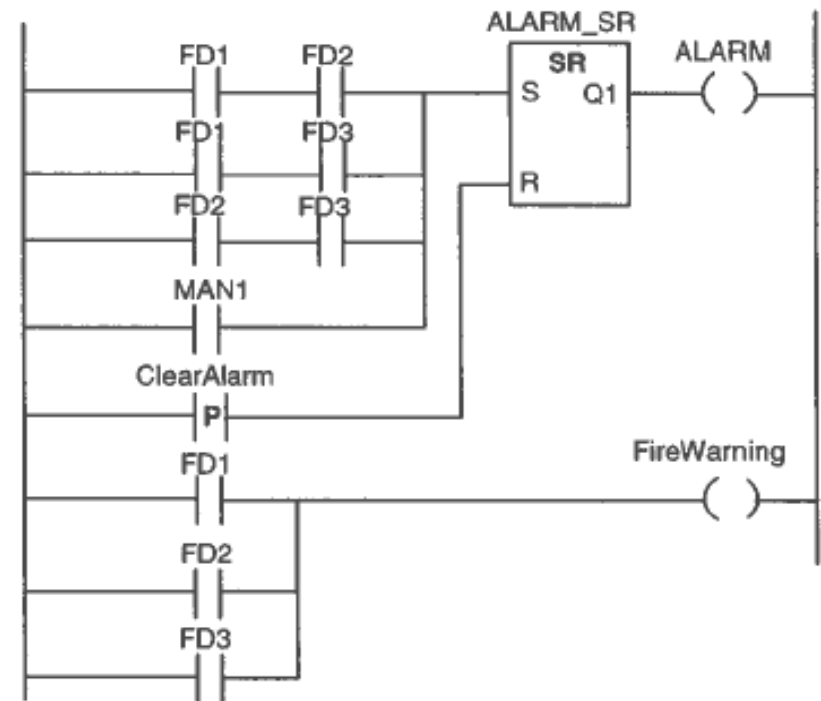 ALARM_SR
FD1 FD2 SR ALARM
S Q1
FD1 FD3
R
FD2 FD3
MAN1
ClearAlarm
P
FD1 FireWarning
FD2
FD3